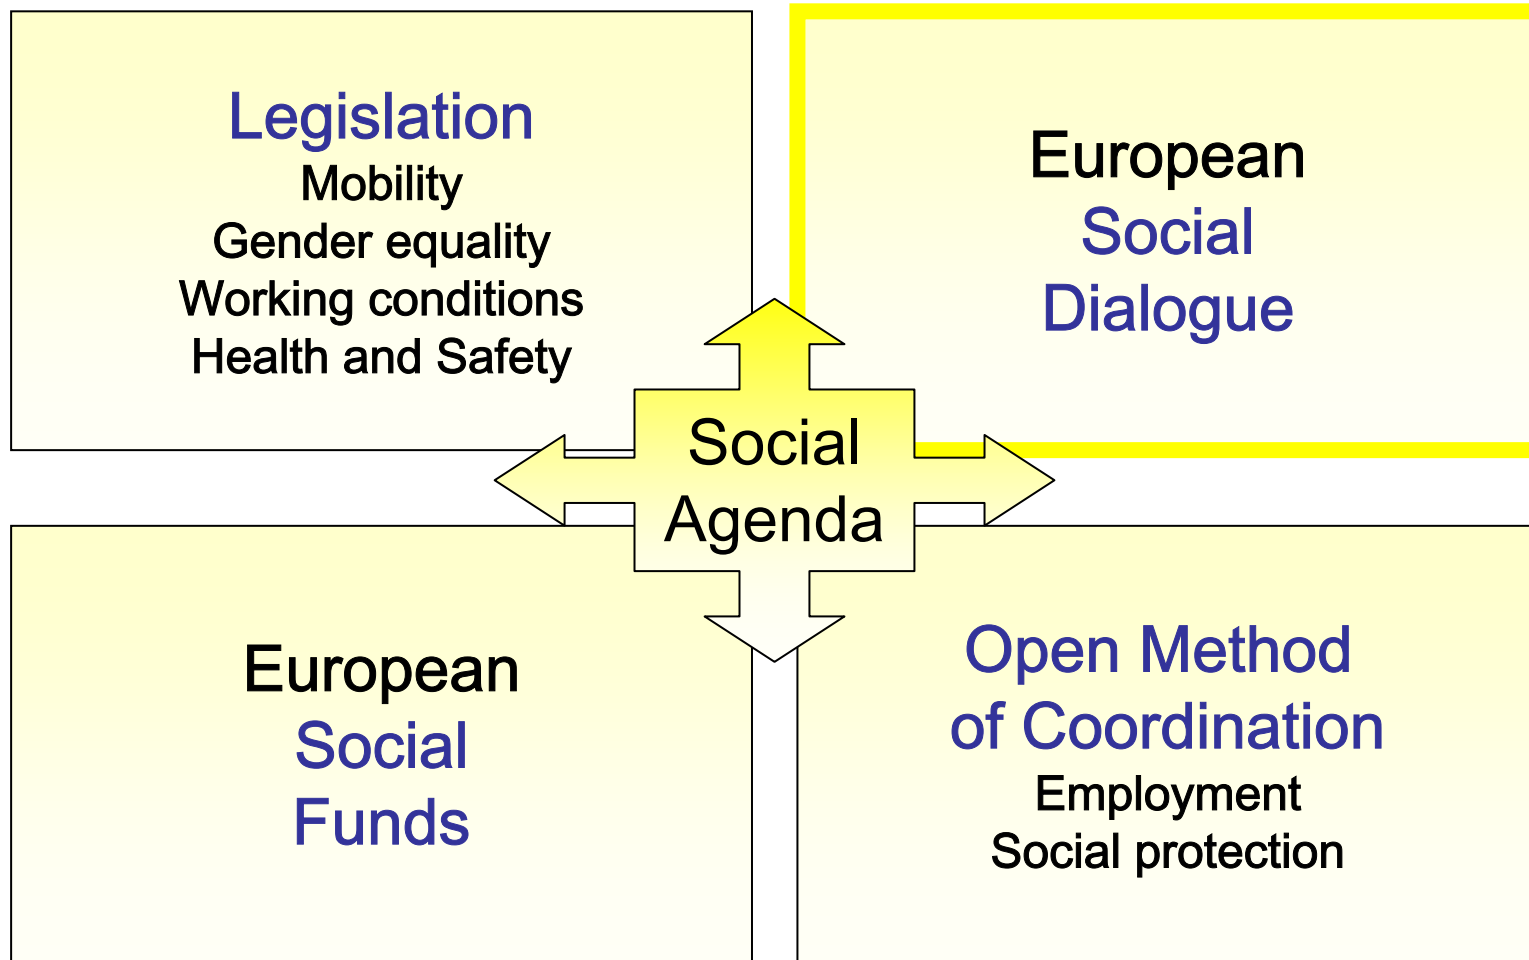 Legislation
Mobility
Gender equality
Working conditions
Health and Safety
European
Social
Dialogue
Social
Agenda
European
Social
Funds
Open Method
of Coordination
Employment
Social protection